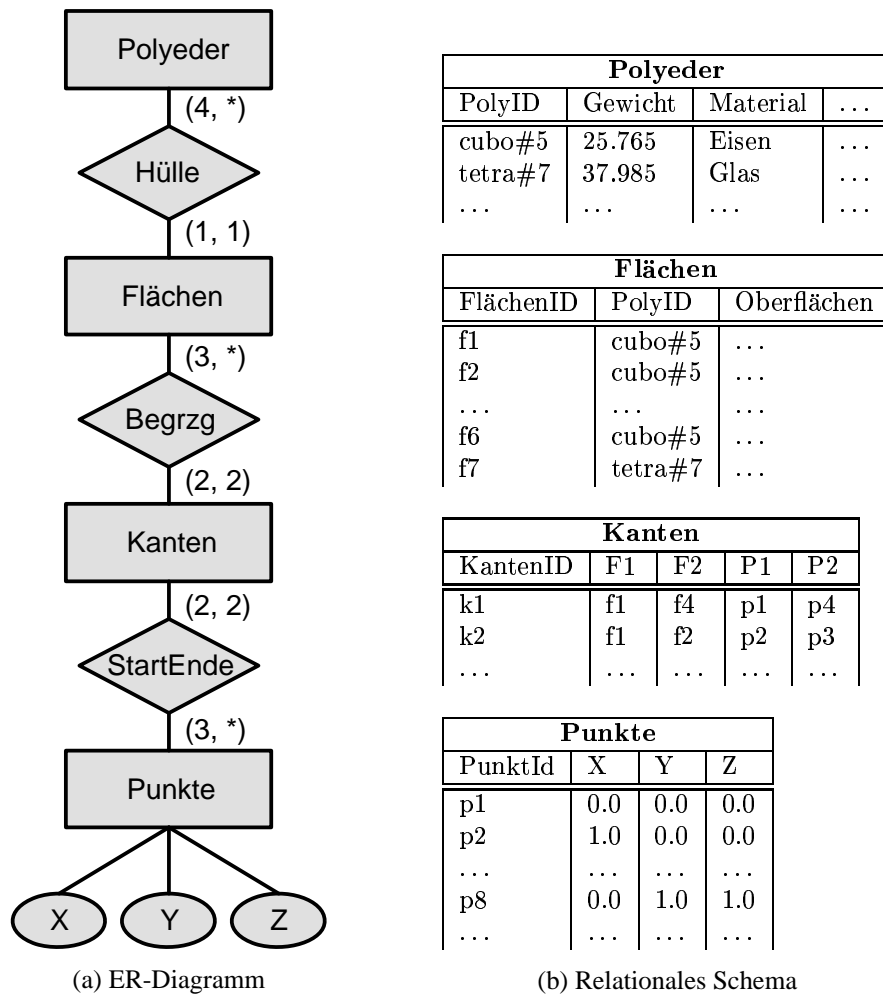 Polyeder
(4, *)
Hülle
(1, 1)
Flächen
(3, *)
Begrzg
(2, 2)
Kanten
(2, 2)
StartEnde
(3, *)
Punkte
X Y Z
(a) ER-Diagramm
Polyeder
PolyID Gewicht Material ...
cubo#5 25.765 Eisen ...
tetra#7 37.985 Glas ...
... ... ... ...
Flächen
FlächenID PolyID Oberflächen
f1 cubo#5 ...
f2 cubo#5 ...
... ... ...
f6 cubo#5 ...
f7 tetra#7 ...
Kanten
KantenID F1 F2 P1 P2
k1 f1 f4 p1 p4
k2 f1 f2 p2 p3
... ... ... ... ...
Punkte
PunktId X Y Z
p1 0.0 0.0 0.0
p2 1.0 0.0 0.0
... ... ... ...
p8 0.0 1.0 1.0
... ... ... ...
(b) Relationales Schema